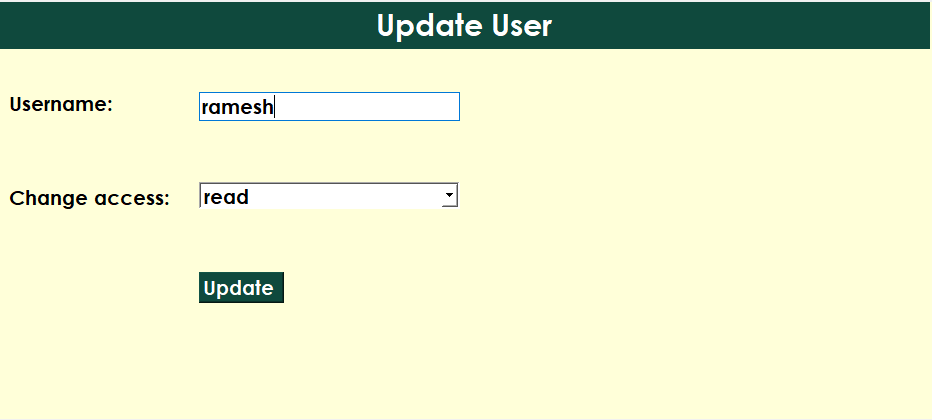 Update User
Username: ramesh
Change access: read
Update